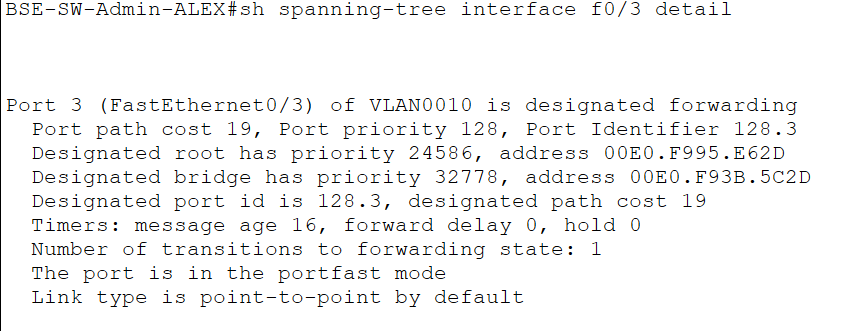 BSE-SW-Admin-ALEX#sh spanning-tree interface f0/3 detail
Port 3 (FastEthernet0/3) of VLAN0010 is designated forwarding
Port path cost 19, Port priority 128, Port Identifier 128.3
Designated root has priority 24586, address 00E0.F995.E62D
Designated bridge has priority 32778, address 00E0.F93B.5C2D
Designated port id is 128.3, designated path cost 19
Timers: message age 16, forward delay 0, hold 0
Number of transitions to forwarding state: 1
The port is in the portfast mode
Link type is point-to-point by default